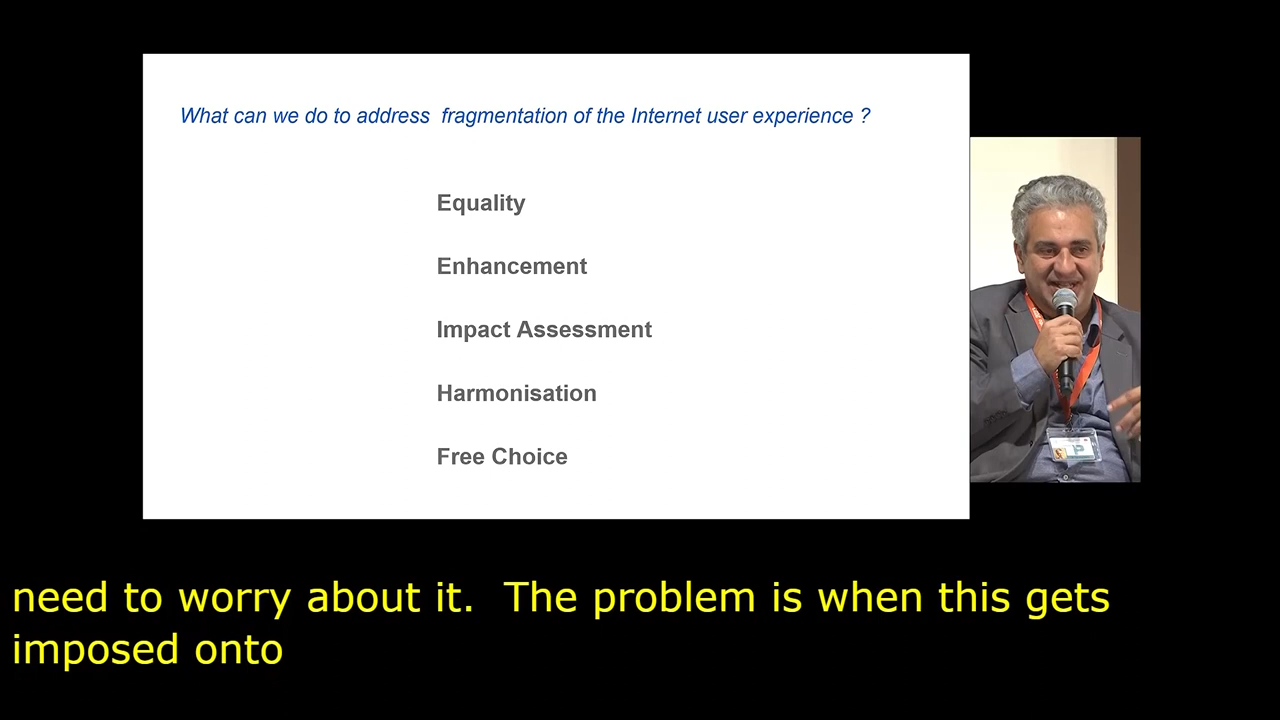 What can we do to address fragmentation of the Internet user experience ?
Equality
Enhancement
Impact Assessment
Harmonisation
Free Choice
need to worry about it. The problem is when this gets
imposed onto